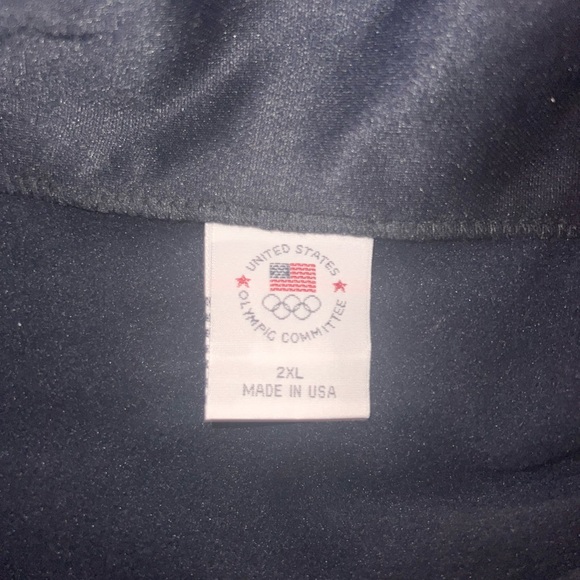 UNITED STATES
OLYMPIC COMMITTEE
2XL
MADE IN USA